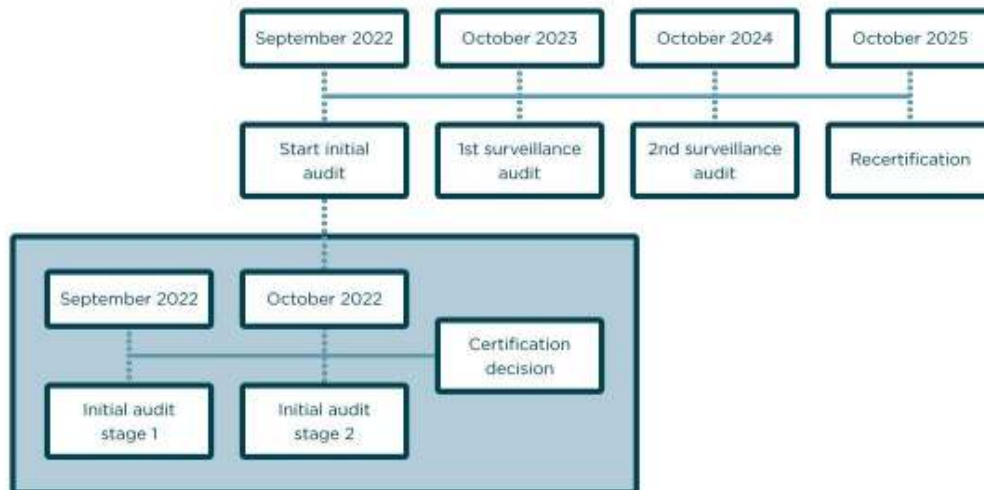 September 2022
October 2023
October 2024
October 2025
Start initial
audit
1st surveillance
audit
2nd surveillance
audit
Recertification
September 2022
October 2022
Certification
decision
Initial audit
stage 1
Initial audit
stage 2